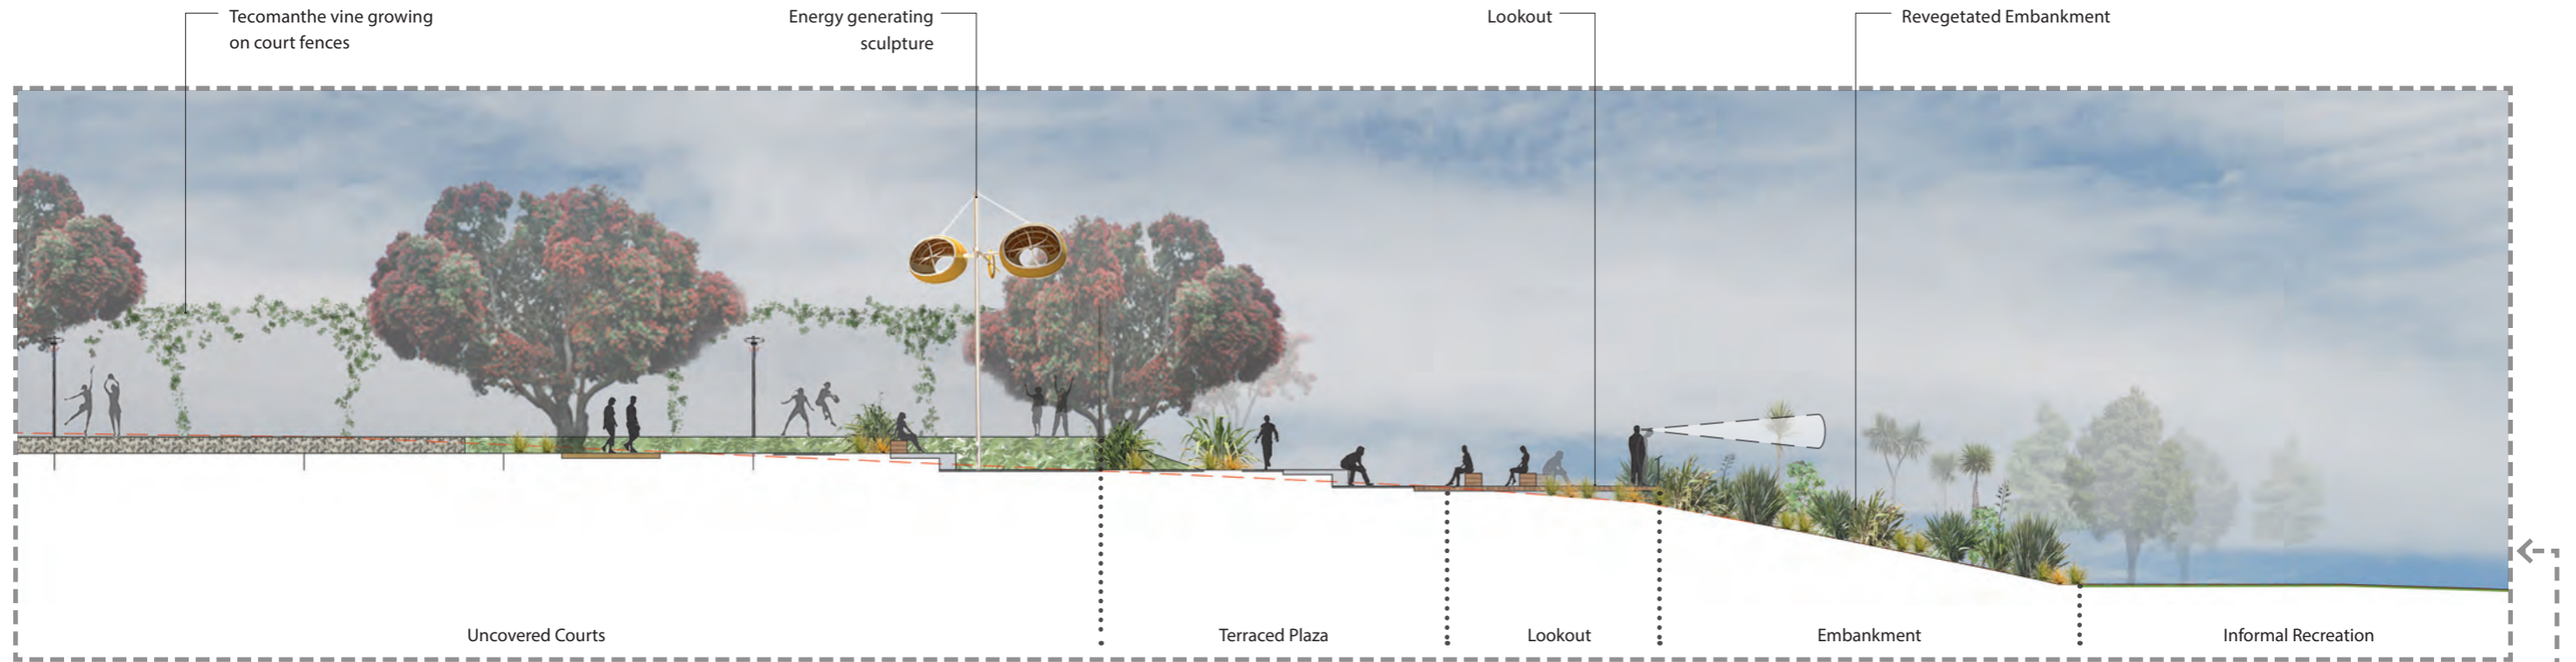 Tecomanthe vine growing
on court fences
Energy generating
sculpture
Lookout
Revegetated Embankment
Uncovered Courts
Terraced Plaza
Lookout
Embankment
Informal Recreation